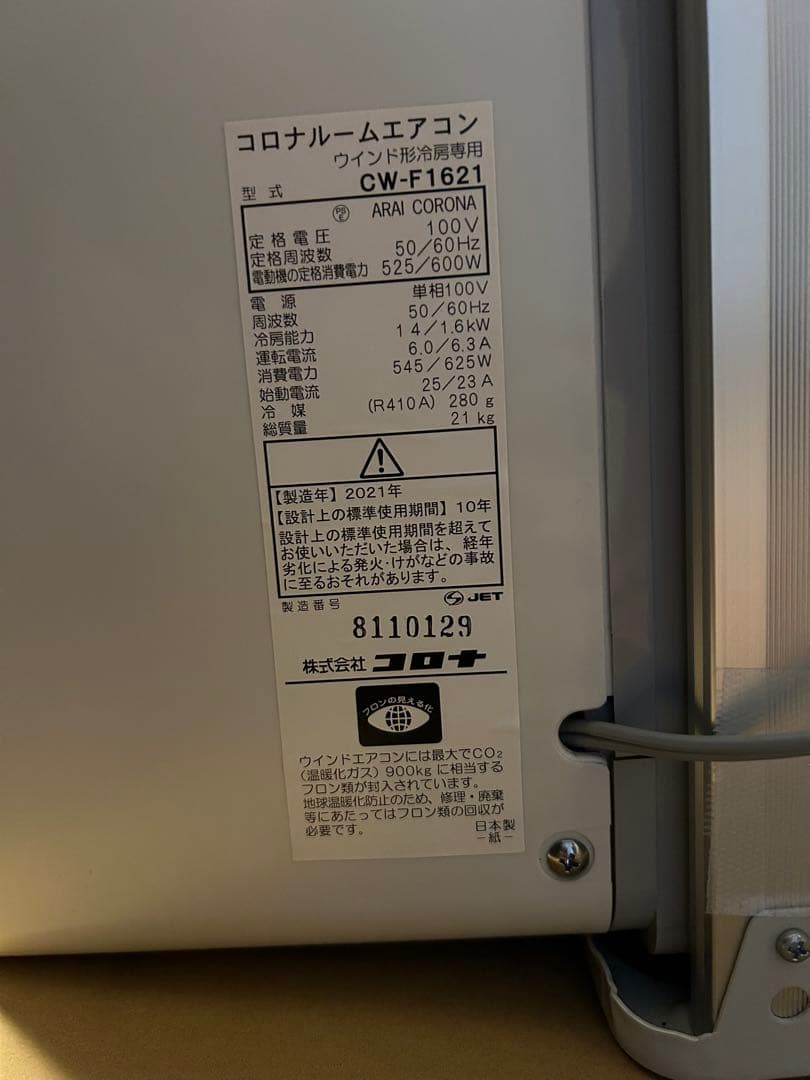 コロナルームエアコン
ウインド形冷房専用
型式 CW-F1621
PSE ARAI CORONA
定格電圧 100V
定格周波数 50/60Hz
電動機の定格消費電力 525/600W
電源 単相100V
周波数 50/60Hz
冷房能力 1.4/1.6kW
運転電流 6.0/6.3A
消費電力 545/625W
始動電流 25/23A
冷媒 (R410A) 280g
総質量 21kg
【製造年】2021年
【設計上の標準使用期間】10年
設計上の標準使用期間を超えて
お使いいただいた場合は、経年
劣化による発火・けがなどの事故
に至るおそれがあります。
製造番号 JET
8110129
株式会社 コロナ
フロンの見える化
ウインドエアコンには最大でCO₂
(温暖化ガス)900kgに相当する
フロン類が封入されています。
地球温暖化防止のため、修理・廃棄
等にあたってはフロン類の回収が
必要です。 日本製
-紙-